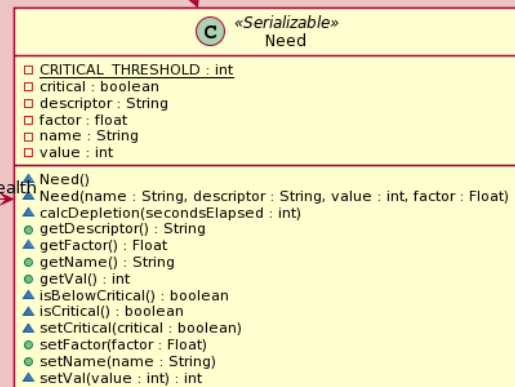 C
«Serializable»
Need
CRITICAL_THRESHOLD : int
critical : boolean
descriptor : String
factor : float
name : String
value : int
ealth
Need()
Need(name : String, descriptor : String, value : int, factor : Float)
calcDepletion(secondsElapsed : int)
getDescriptor() : String
getFactor() : Float
getName() : String
getVal() : int
isBelowCritical() : boolean
isCritical() : boolean
setCritical(critical : boolean)
setFactor(factor : Float)
setName(name : String)
setVal(value : int) : int